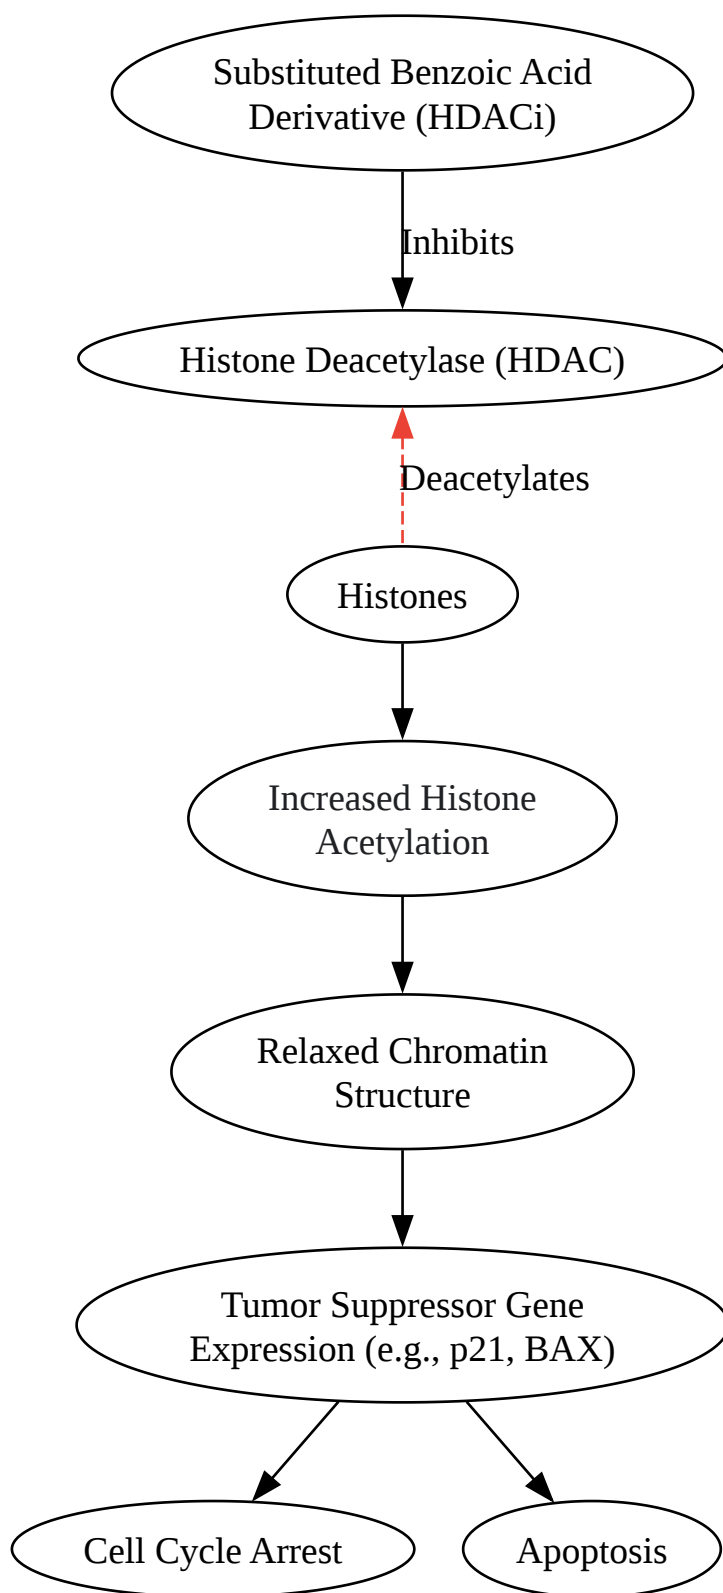 Substituted Benzoic Acid
Derivative (HDACi)
Inhibits
Histone Deacetylase (HDAC)
Deacetylates
Histones
Increased Histone
Acetylation
Relaxed Chromatin
Structure
Tumor Suppressor Gene
Expression (e.g., p21, BAX)
Cell Cycle Arrest
Apoptosis